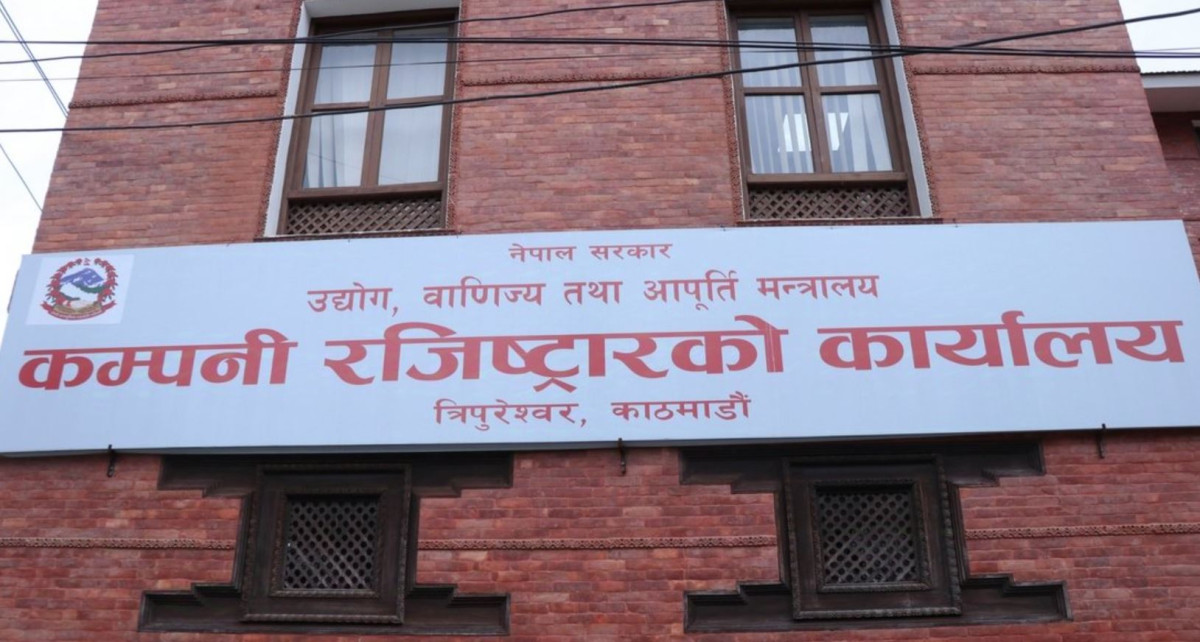 नेपाल सरकार
उद्योग, वाणिज्य तथा आपूर्ति मन्त्रालय
कम्पनी रजिष्ट्रारको कार्यालय
त्रिपुरेश्वर, काठमाडौं